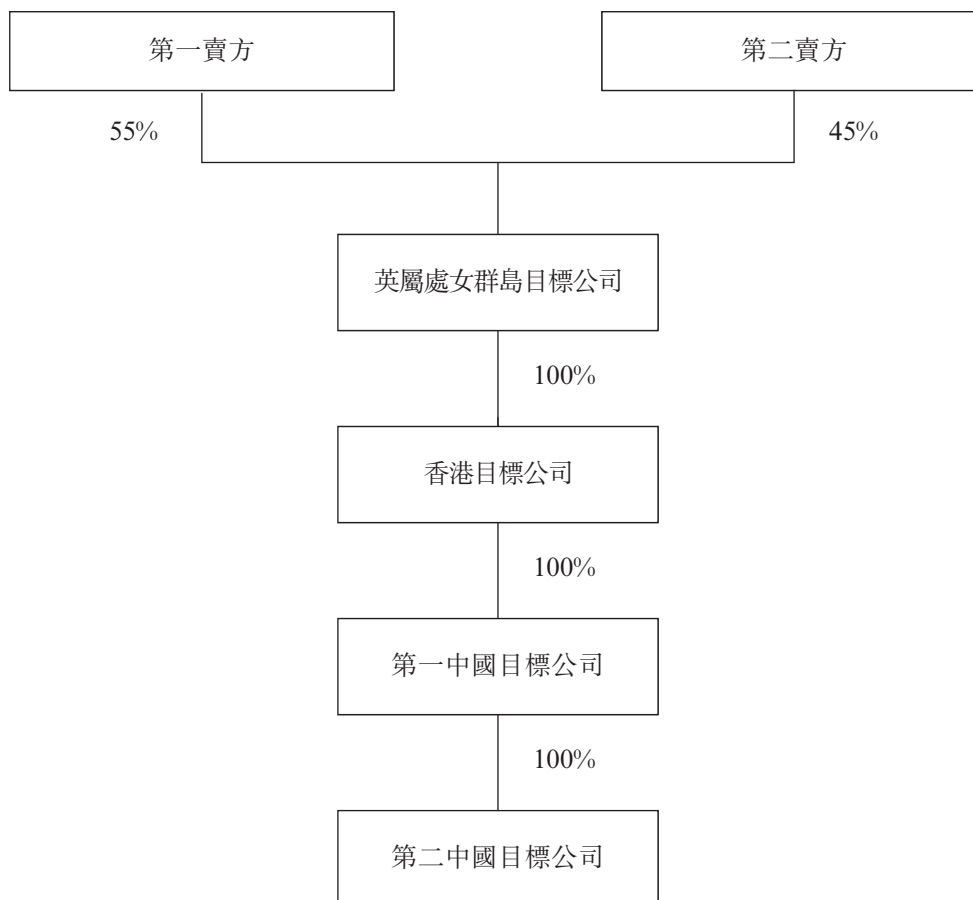 第一賣方
第二賣方
55%
45%
英屬處女群島目標公司
100%
香港目標公司
100%
第一中國目標公司
100%
第二中國目標公司